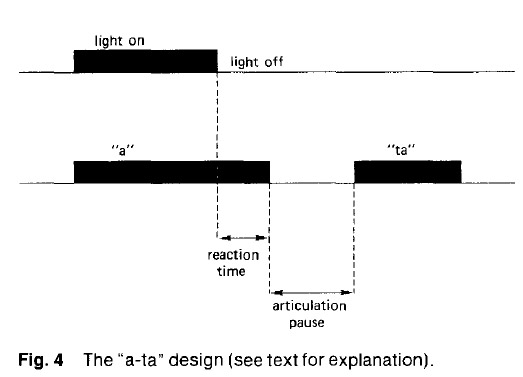 light on
light off
"a"
"ta"
reaction
time
articulation
pause
Fig. 4 The "a-ta" design (see text for explanation).